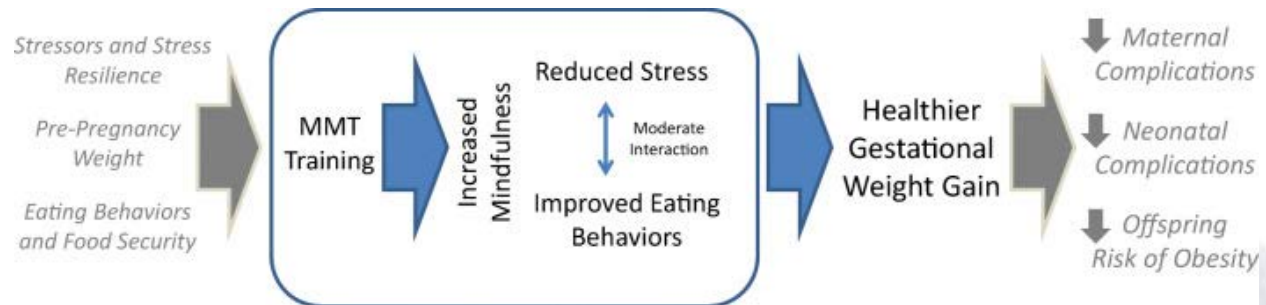 Stressors and Stress
Resilience
Pre-Pregnancy
Weight
Eating Behaviors
and Food Security
MMT
Training
Increased
Mindfulness
Reduced Stress
Moderate
Interaction
Improved Eating
Behaviors
Healthier
Gestational
Weight Gain
Maternal
Complications
Neonatal
Complications
Offspring
Risk of Obesity